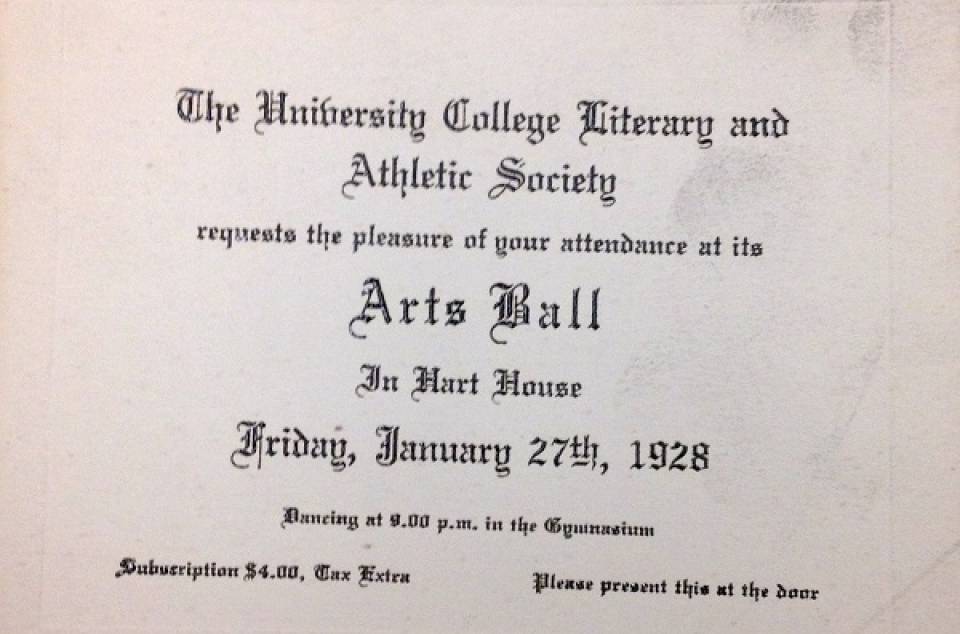 The University College Literary and
Athletic Society
requests the pleasure of your attendance at its
Arts Ball
In Hart House
Friday, January 27th, 1928
Dancing at 9.00 p.m. in the Gymnasium
Subscription $4.00, Tax Extra
Please present this at the door